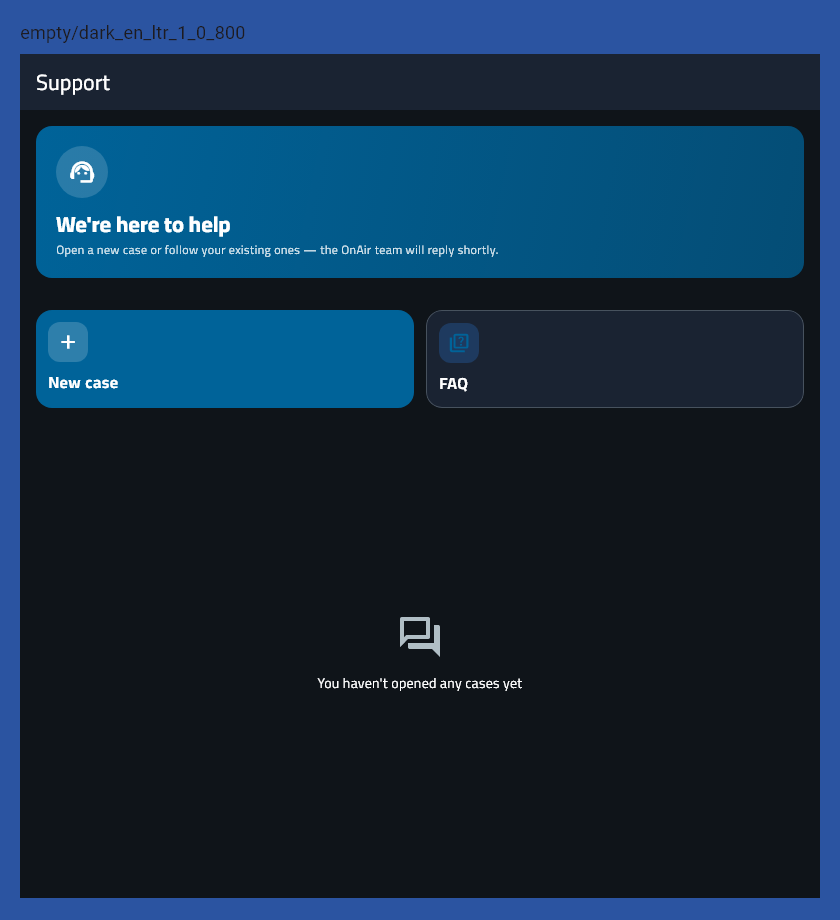 empty/dark_en_ltr_1_0_800
Support
We're here to help
Open a new case or follow your existing ones — the OnAir team will reply shortly.
New case
FAQ
You haven't opened any cases yet